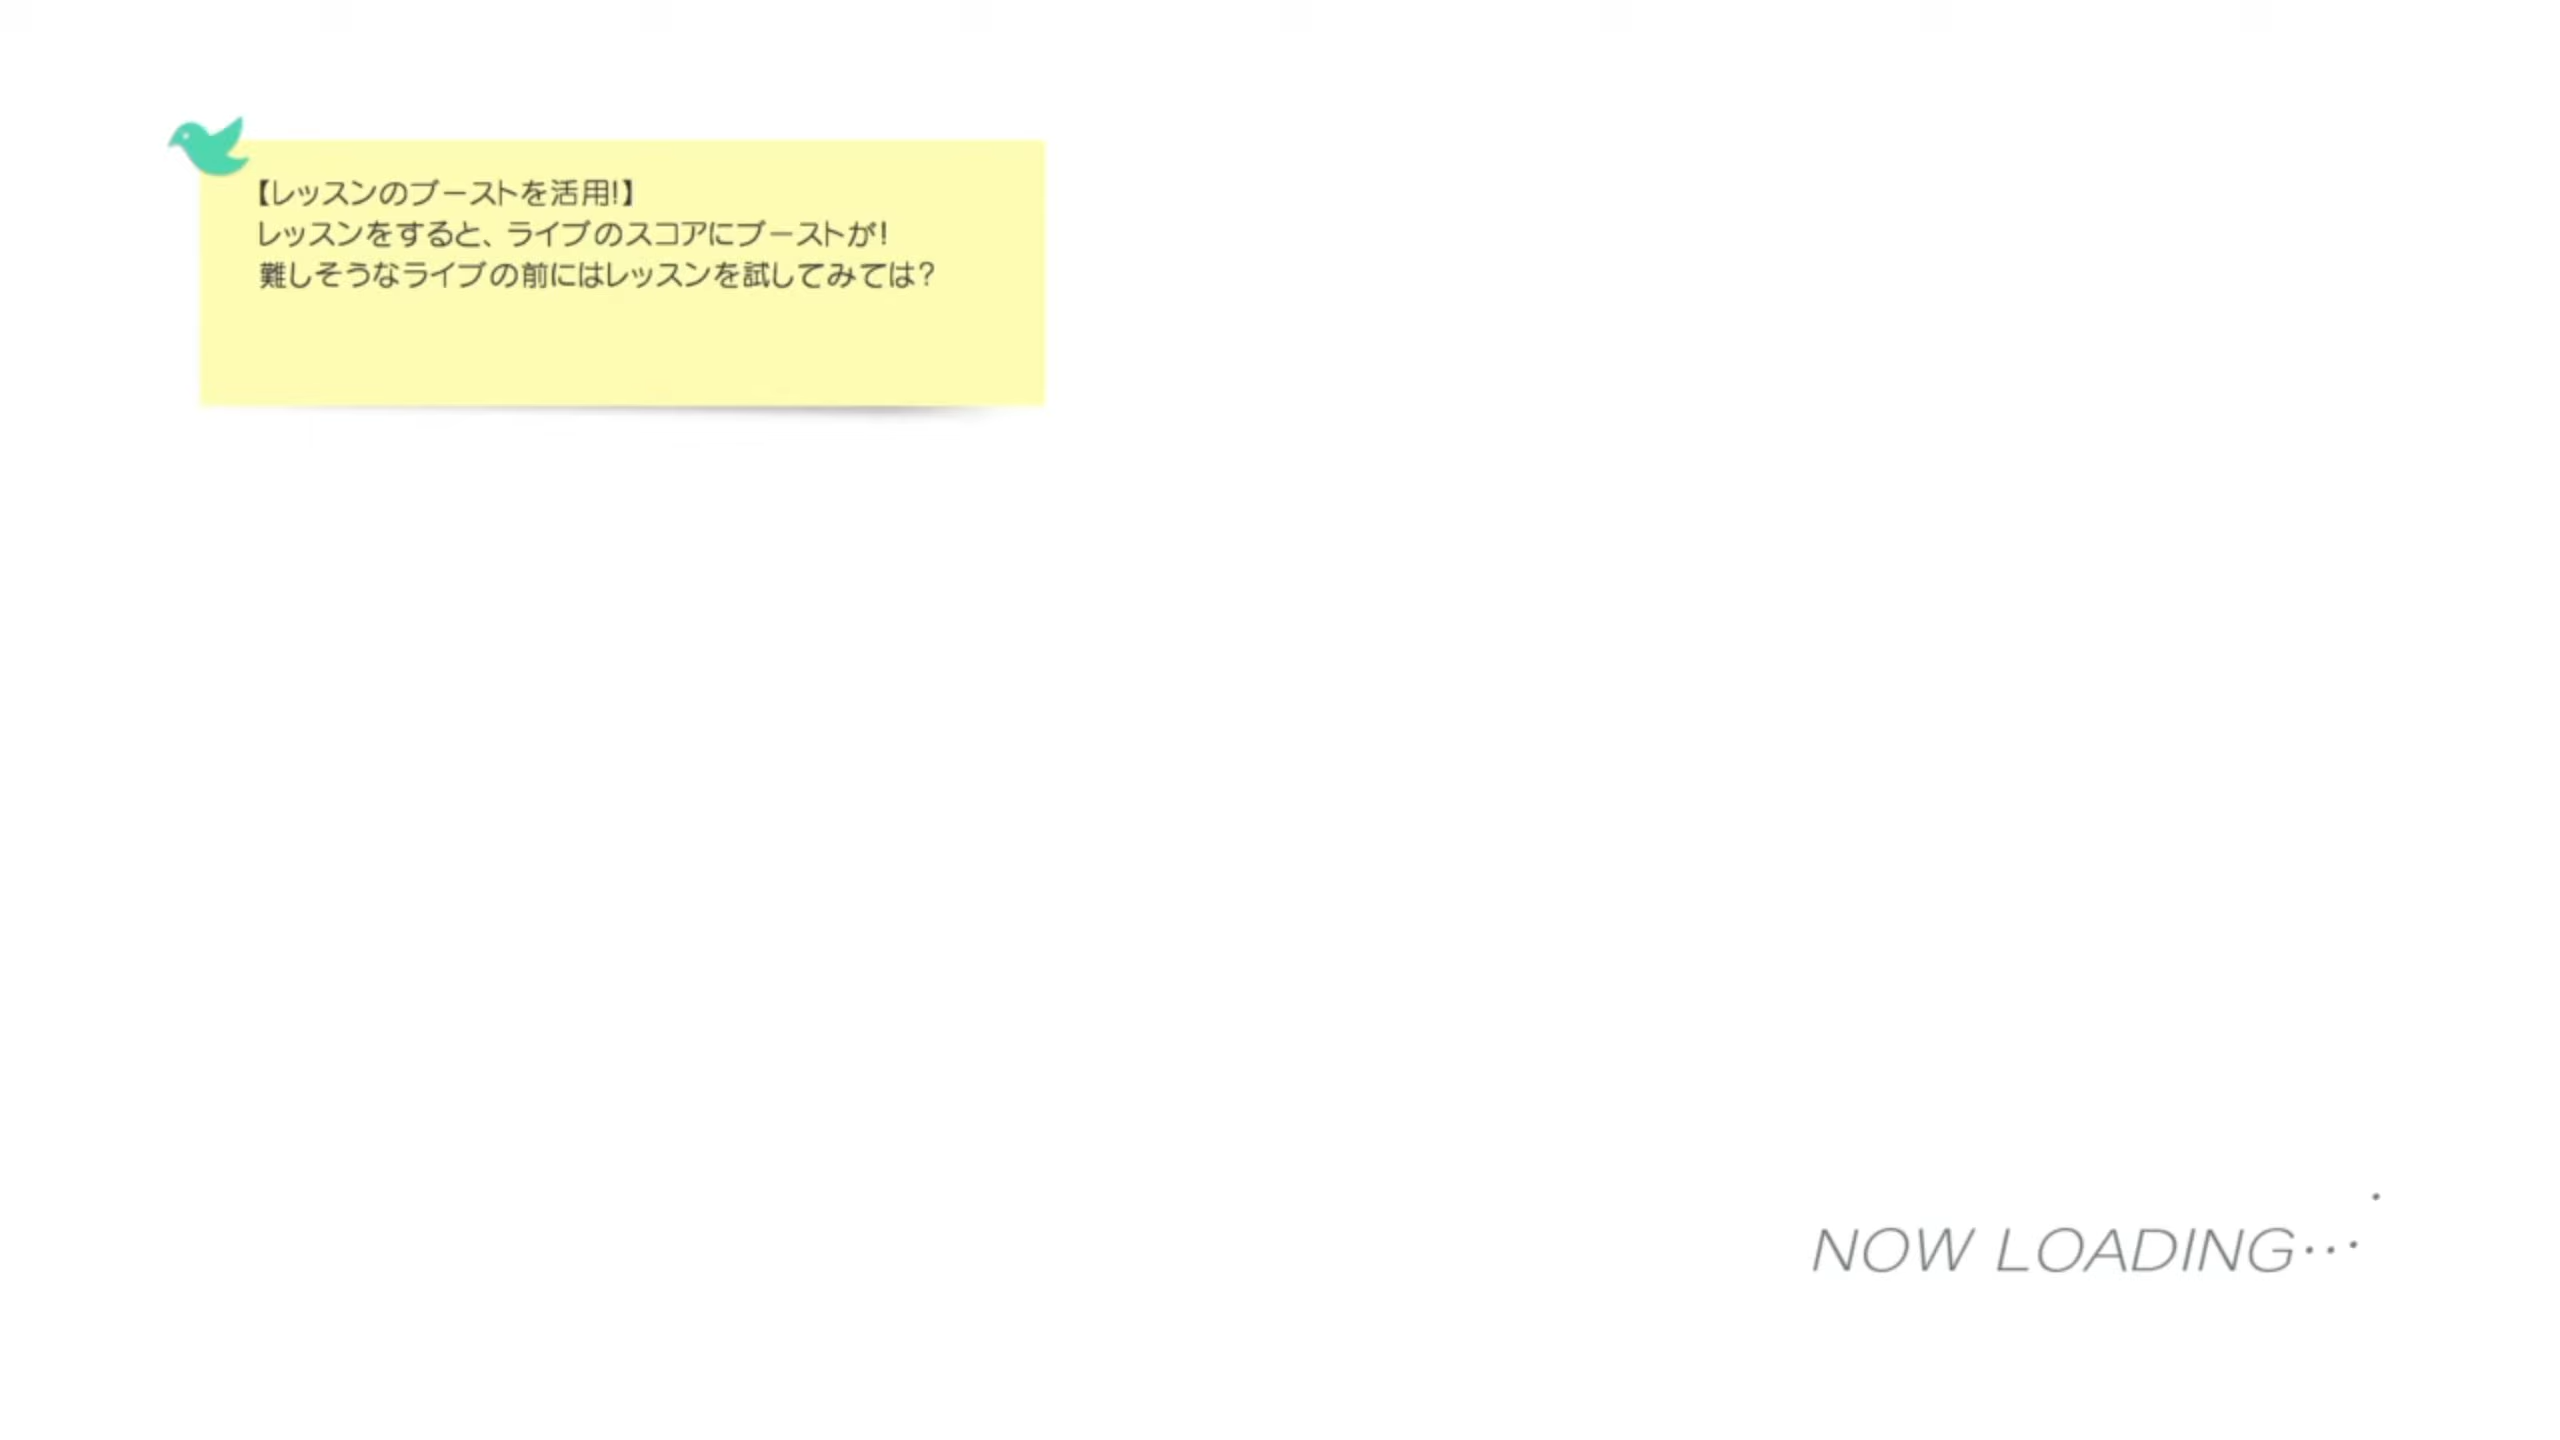 【レッスンのブーストを活用!】
レッスンをすると、ライブのスコアにブーストが!
難しそうなライブの前にはレッスンを試してみては?
NOW LOADING…